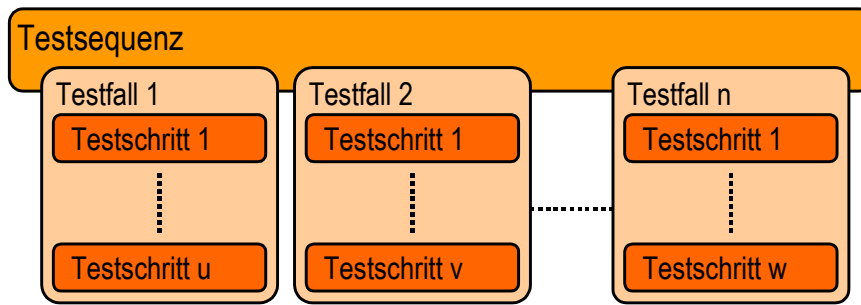 Testsequenz
Testfall 1
Testschritt 1
Testschritt u
Testfall 2
Testschritt 1
Testschritt v
Testfall n
Testschritt 1
Testschritt w